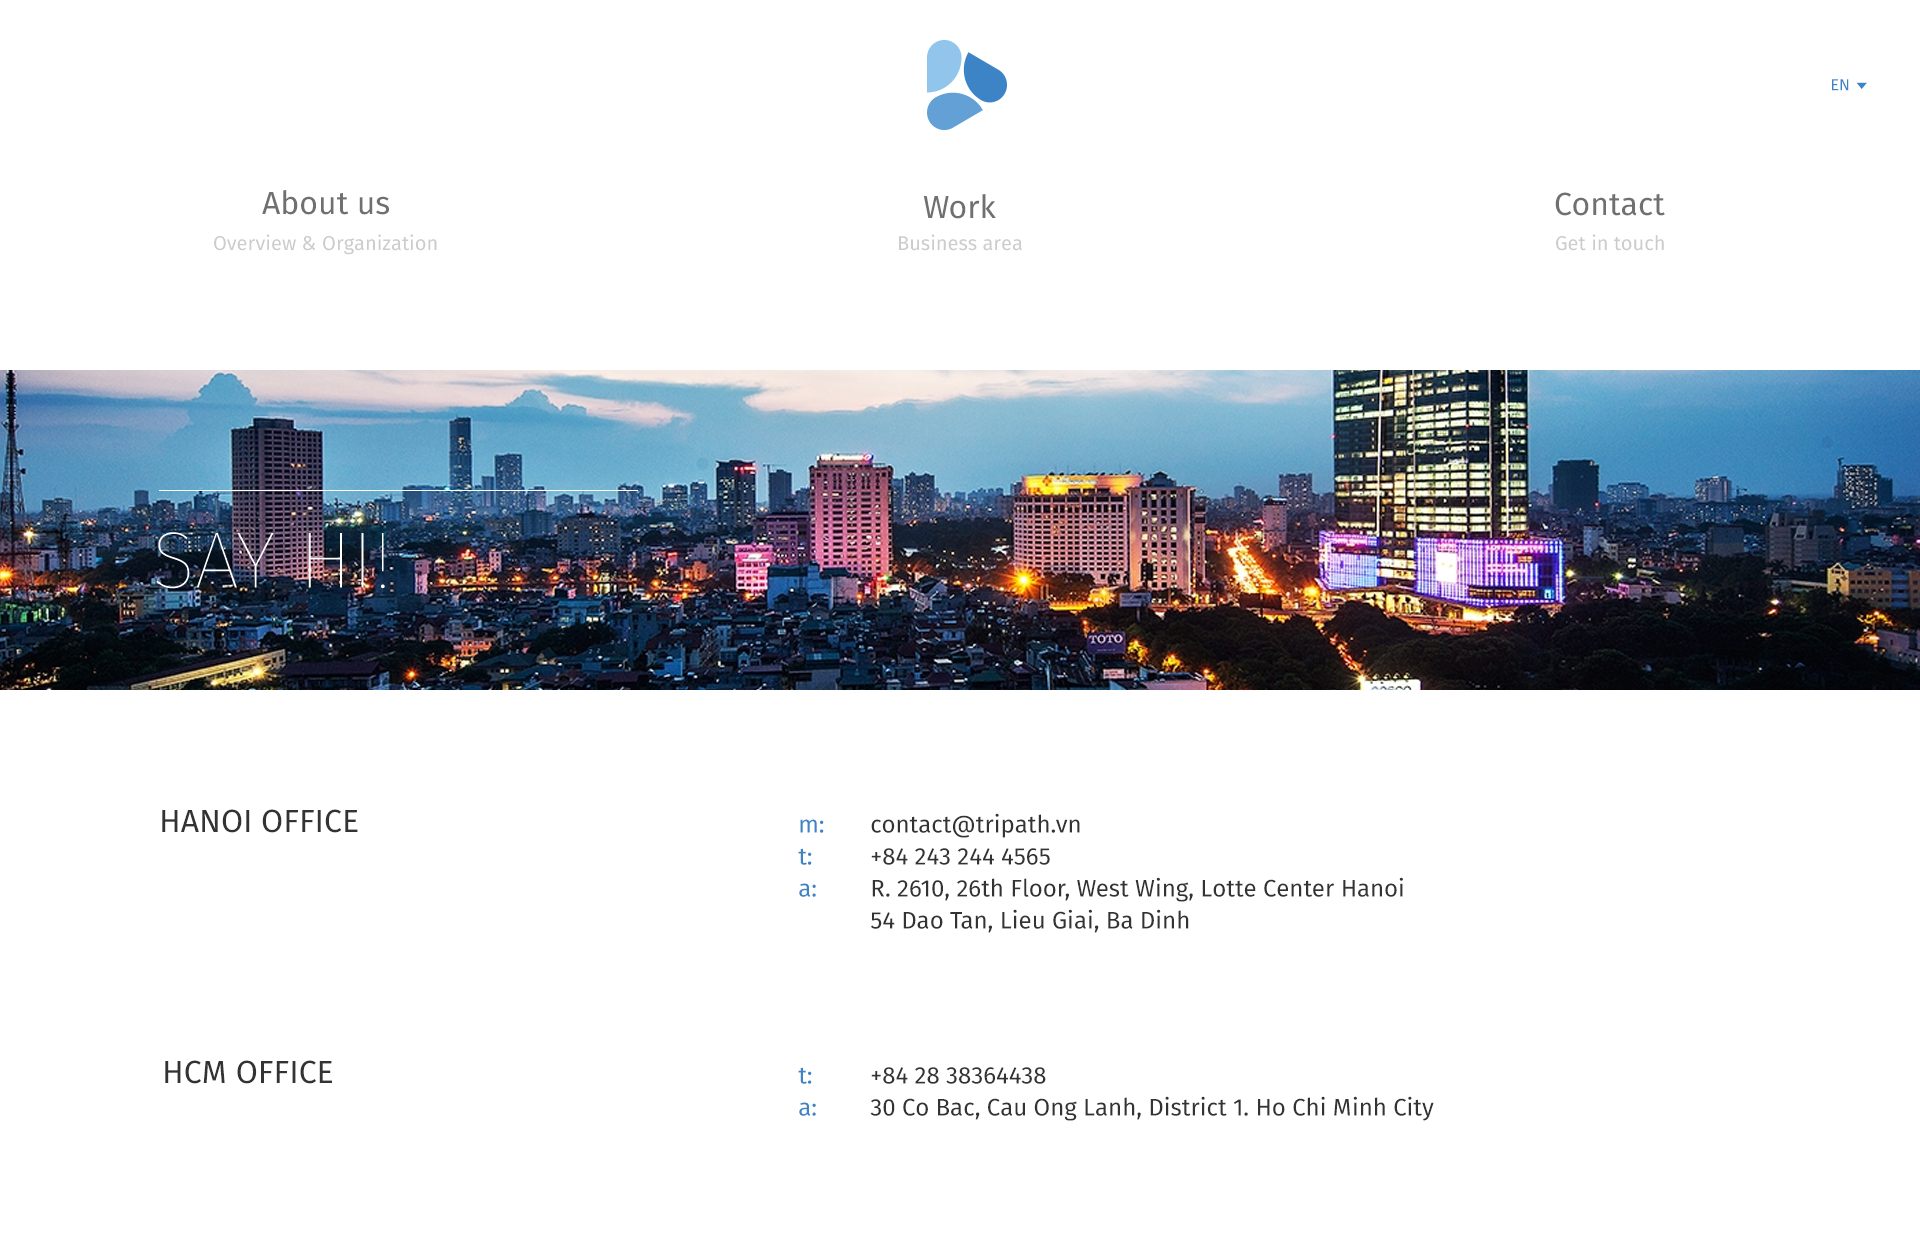 EN
About us
Work
Contact
Overview & Organization
Business area
Get in touch
SAY HI!
TOTO
HANOI OFFICE
m: contact@tripath.vn
t: +84 243 244 4565
a: R. 2610, 26th Floor, West Wing, Lotte Center Hanoi
54 Dao Tan, Lieu Giai, Ba Dinh
HCM OFFICE
t: +84 28 38364438
a: 30 Co Bac, Cau Ong Lanh, District 1. Ho Chi Minh City